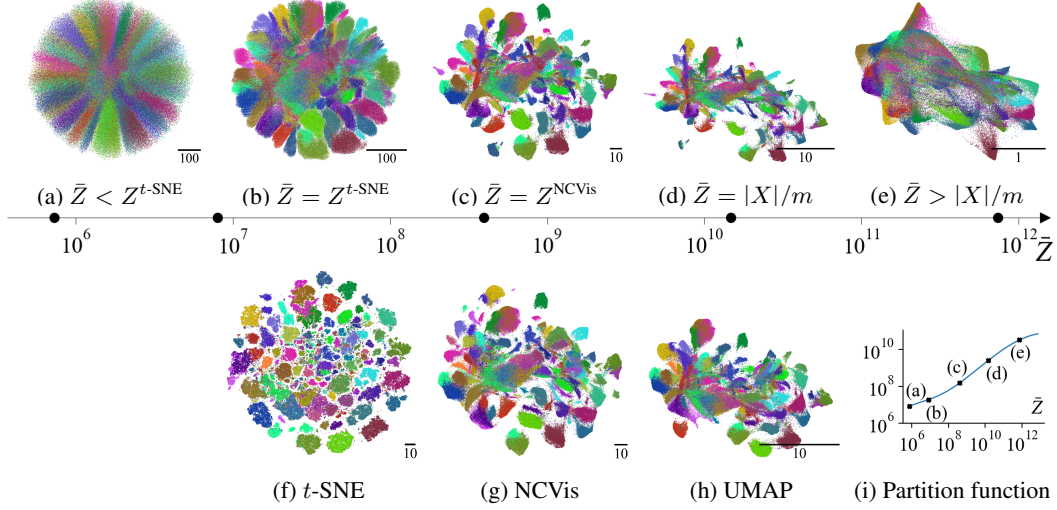 100
100
10
10
1
(a) Z̄ < Z^{t-SNE}
(b) Z̄ = Z^{t-SNE}
(c) Z̄ = Z^{NCVis}
(d) Z̄ = |X|/m
(e) Z̄ > |X|/m
10^6
10^7
10^8
10^9
10^{10}
10^{11}
10^{12}
Z̄
10
10
10
10^{10}
10^8
10^6
(a)
(b)
(c)
(d)
(e)
Z̄
10^6 10^8 10^{10} 10^{12}
(f) t-SNE
(g) NCVis
(h) UMAP
(i) Partition function